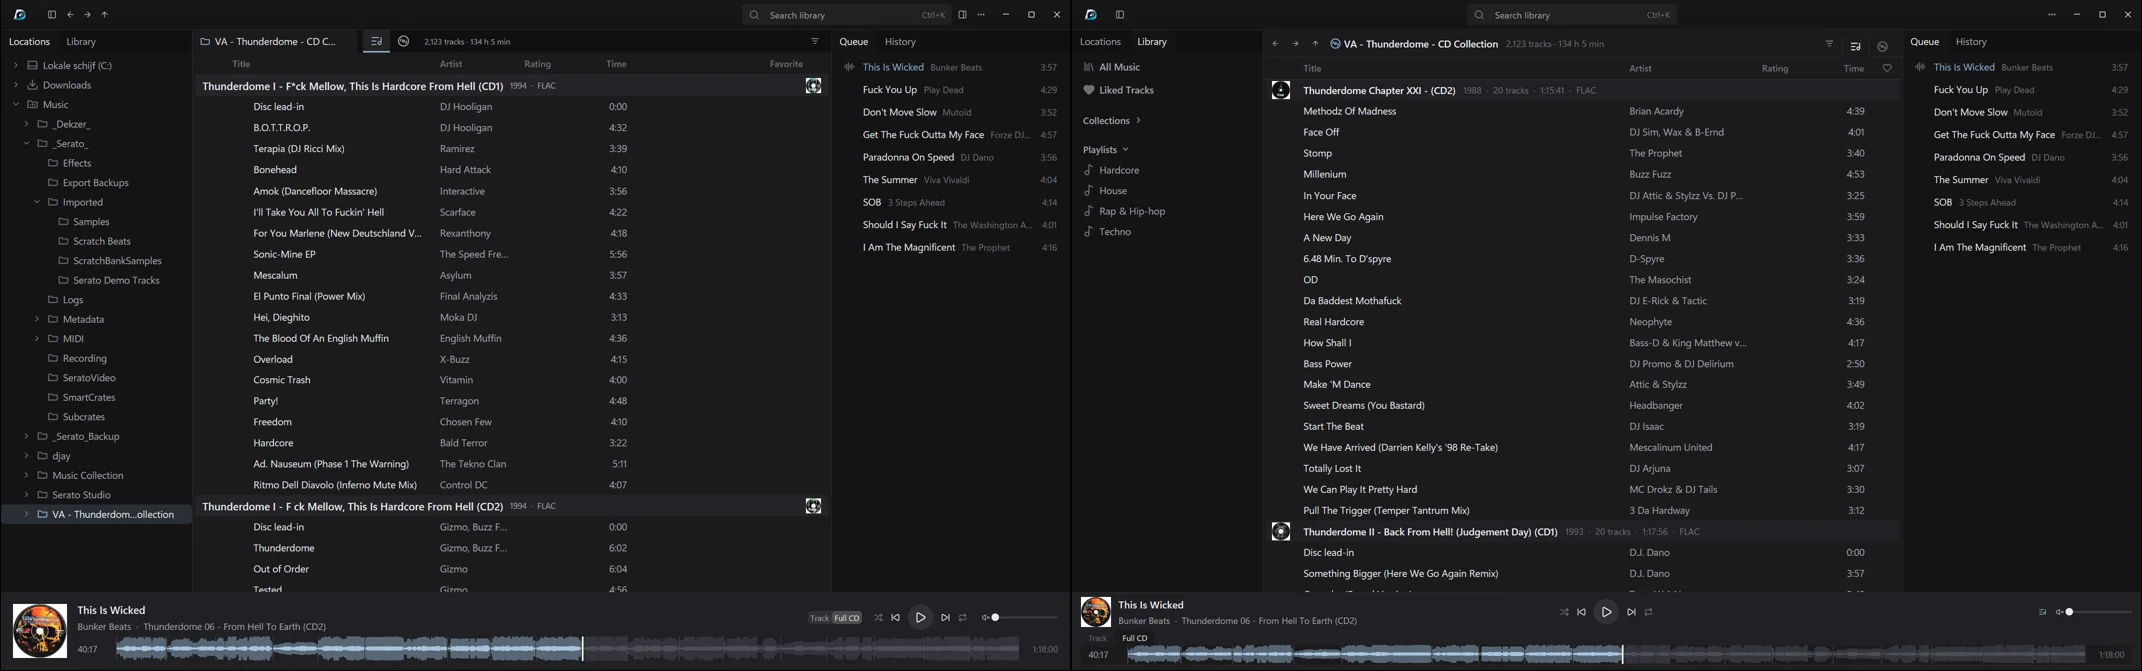 Search library Ctrl+K
Locations Library
Lokale schijf (C:)
Downloads
Music
_Dekzer_
_Serato_
Effects
Export Backups
Imported
Samples
Scratch Beats
ScratchBankSamples
Serato Demo Tracks
Logs
Metadata
MIDI
Recording
SeratoVideo
SmartCrates
Subcrates
_Serato_Backup
djay
Music Collection
Serato Studio
VA - Thunderdom...ollection
VA - Thunderdome - CD C... 2,123 tracks · 134 h 5 min
Title Artist Rating Time Favorite
Thunderdome I - F*ck Mellow, This Is Hardcore From Hell (CD1) 1994 · FLAC
Disc lead-in DJ Hooligan 0:00
B.O.T.T.R.O.P. DJ Hooligan 4:32
Terapia (DJ Ricci Mix) Ramirez 3:39
Bonehead Hard Attack 4:10
Amok (Dancefloor Massacre) Interactive 3:56
I'll Take You All To Fuckin' Hell Scarface 4:22
For You Marlene (New Deutschland V... Rexanthony 4:18
Sonic-Mine EP The Speed Fre... 5:56
Mescalum Asylum 3:57
El Punto Final (Power Mix) Final Analyzis 4:33
Hei, Dieghito Moka DJ 3:13
The Blood Of An English Muffin English Muffin 4:36
Overload X-Buzz 4:15
Cosmic Trash Vitamin 4:00
Party! Terragon 4:48
Freedom Chosen Few 4:10
Hardcore Bald Terror 3:22
Ad. Nauseum (Phase 1 The Warning) The Tekno Clan 5:11
Ritmo Dell Diavolo (Inferno Mute Mix) Control DC 4:07
Thunderdome I - F ck Mellow, This Is Hardcore From Hell (CD2) 1994 · FLAC
Disc lead-in Gizmo, Buzz F... 0:00
Thunderdome Gizmo, Buzz F... 6:02
Out of Order Gizmo 6:04
Tested Gizmo 4:56
Queue History
This Is Wicked Bunker Beats 3:57
Fuck You Up Play Dead 4:29
Don't Move Slow Mutoid 3:52
Get The Fuck Outta My Face Forze DJ... 4:57
Paradonna On Speed DJ Dano 3:56
The Summer Viva Vivaldi 4:04
SOB 3 Steps Ahead 4:14
Should I Say Fuck It The Washington A... 4:01
I Am The Magnificent The Prophet 4:16
This Is Wicked
Bunker Beats · Thunderdome 06 - From Hell To Earth (CD2)
Track Full CD
40:17 1:18:00
Search library Ctrl+K
Locations Library
All Music
Liked Tracks
Collections
Playlists
Hardcore
House
Rap & Hip-hop
Techno
VA - Thunderdome - CD Collection 2,123 tracks · 134 h 5 min
Title Artist Rating Time
Thunderdome Chapter XXI - (CD2) 1988 · 20 tracks · 1:15:41 · FLAC
Methodz Of Madness Brian Acardy 4:39
Face Off DJ Sim, Wax & B-Ernd 4:01
Stomp The Prophet 3:40
Millenium Buzz Fuzz 4:53
In Your Face DJ Attic & Stylzz Vs. DJ P... 3:25
Here We Go Again Impulse Factory 3:59
A New Day Dennis M 3:33
6.48 Min. To D'spyre D-Spyre 3:36
OD The Masochist 3:24
Da Baddest Mothafuck DJ E-Rick & Tactic 3:19
Real Hardcore Neophyte 4:36
How Shall I Bass-D & King Matthew v... 4:17
Bass Power DJ Promo & DJ Delirium 2:50
Make 'M Dance Attic & Stylzz 3:49
Sweet Dreams (You Bastard) Headbanger 4:02
Start The Beat DJ Isaac 3:19
We Have Arrived (Darrien Kelly's '98 Re-Take) Mescalinum United 4:17
Totally Lost It DJ Arjuna 3:07
We Can Play It Pretty Hard MC Drokz & DJ Tails 3:30
Pull The Trigger (Temper Tantrum Mix) 3 Da Hardway 3:12
Thunderdome II - Back From Hell! (Judgement Day) (CD1) 1993 · 20 tracks · 1:17:56 · FLAC
Disc lead-in D.J. Dano 0:00
Something Bigger (Here We Go Again Remix) D.J. Dano 3:57
Queue History
This Is Wicked Bunker Beats 3:57
Fuck You Up Play Dead 4:29
Don't Move Slow Mutoid 3:52
Get The Fuck Outta My Face Forze D... 4:57
Paradonna On Speed DJ Dano 3:56
The Summer Viva Vivaldi 4:04
SOB 3 Steps Ahead 4:14
Should I Say Fuck It The Washington A... 4:01
I Am The Magnificent The Prophet 4:16
This Is Wicked
Bunker Beats · Thunderdome 06 - From Hell To Earth (CD2)
Track Full CD
40:17 1:18:00